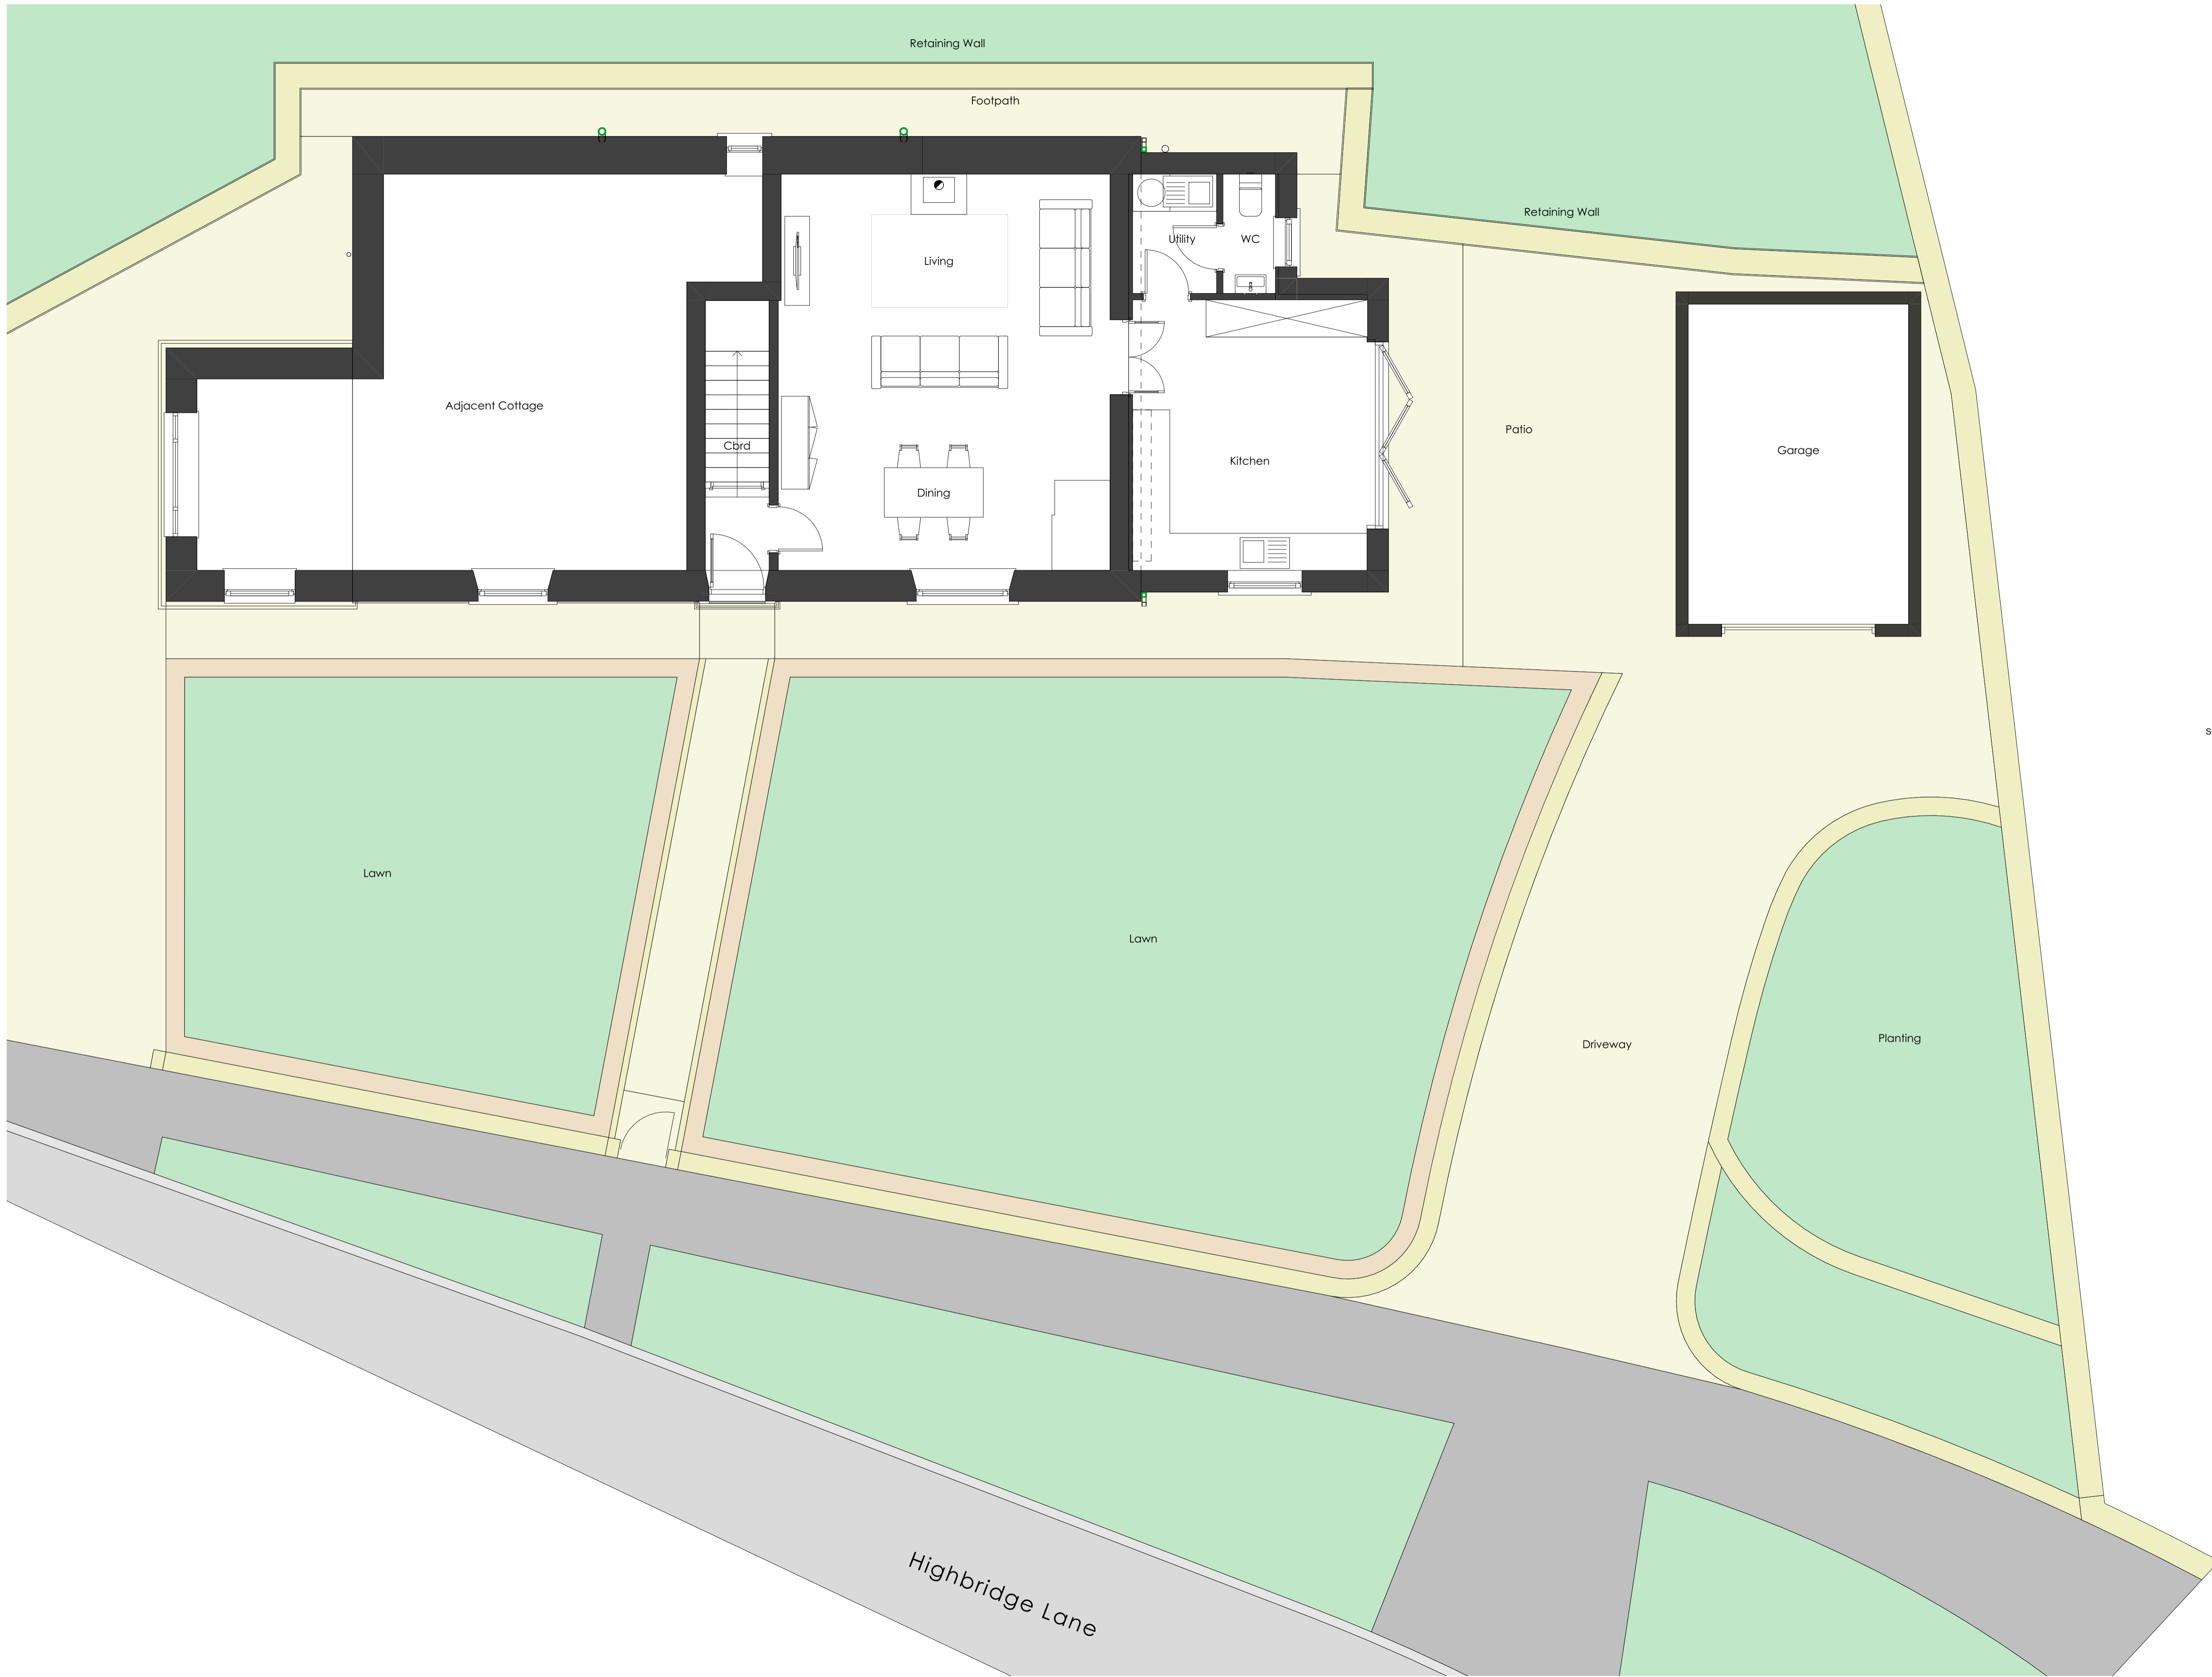 Retaining Wall
Footpath
Retaining Wall
Utility
WC
Living
Adjacent Cottage
Patio
Cbrd
Garage
Kitchen
Dining
s
Lawn
Lawn
Planting
Driveway
Highbridge Lane